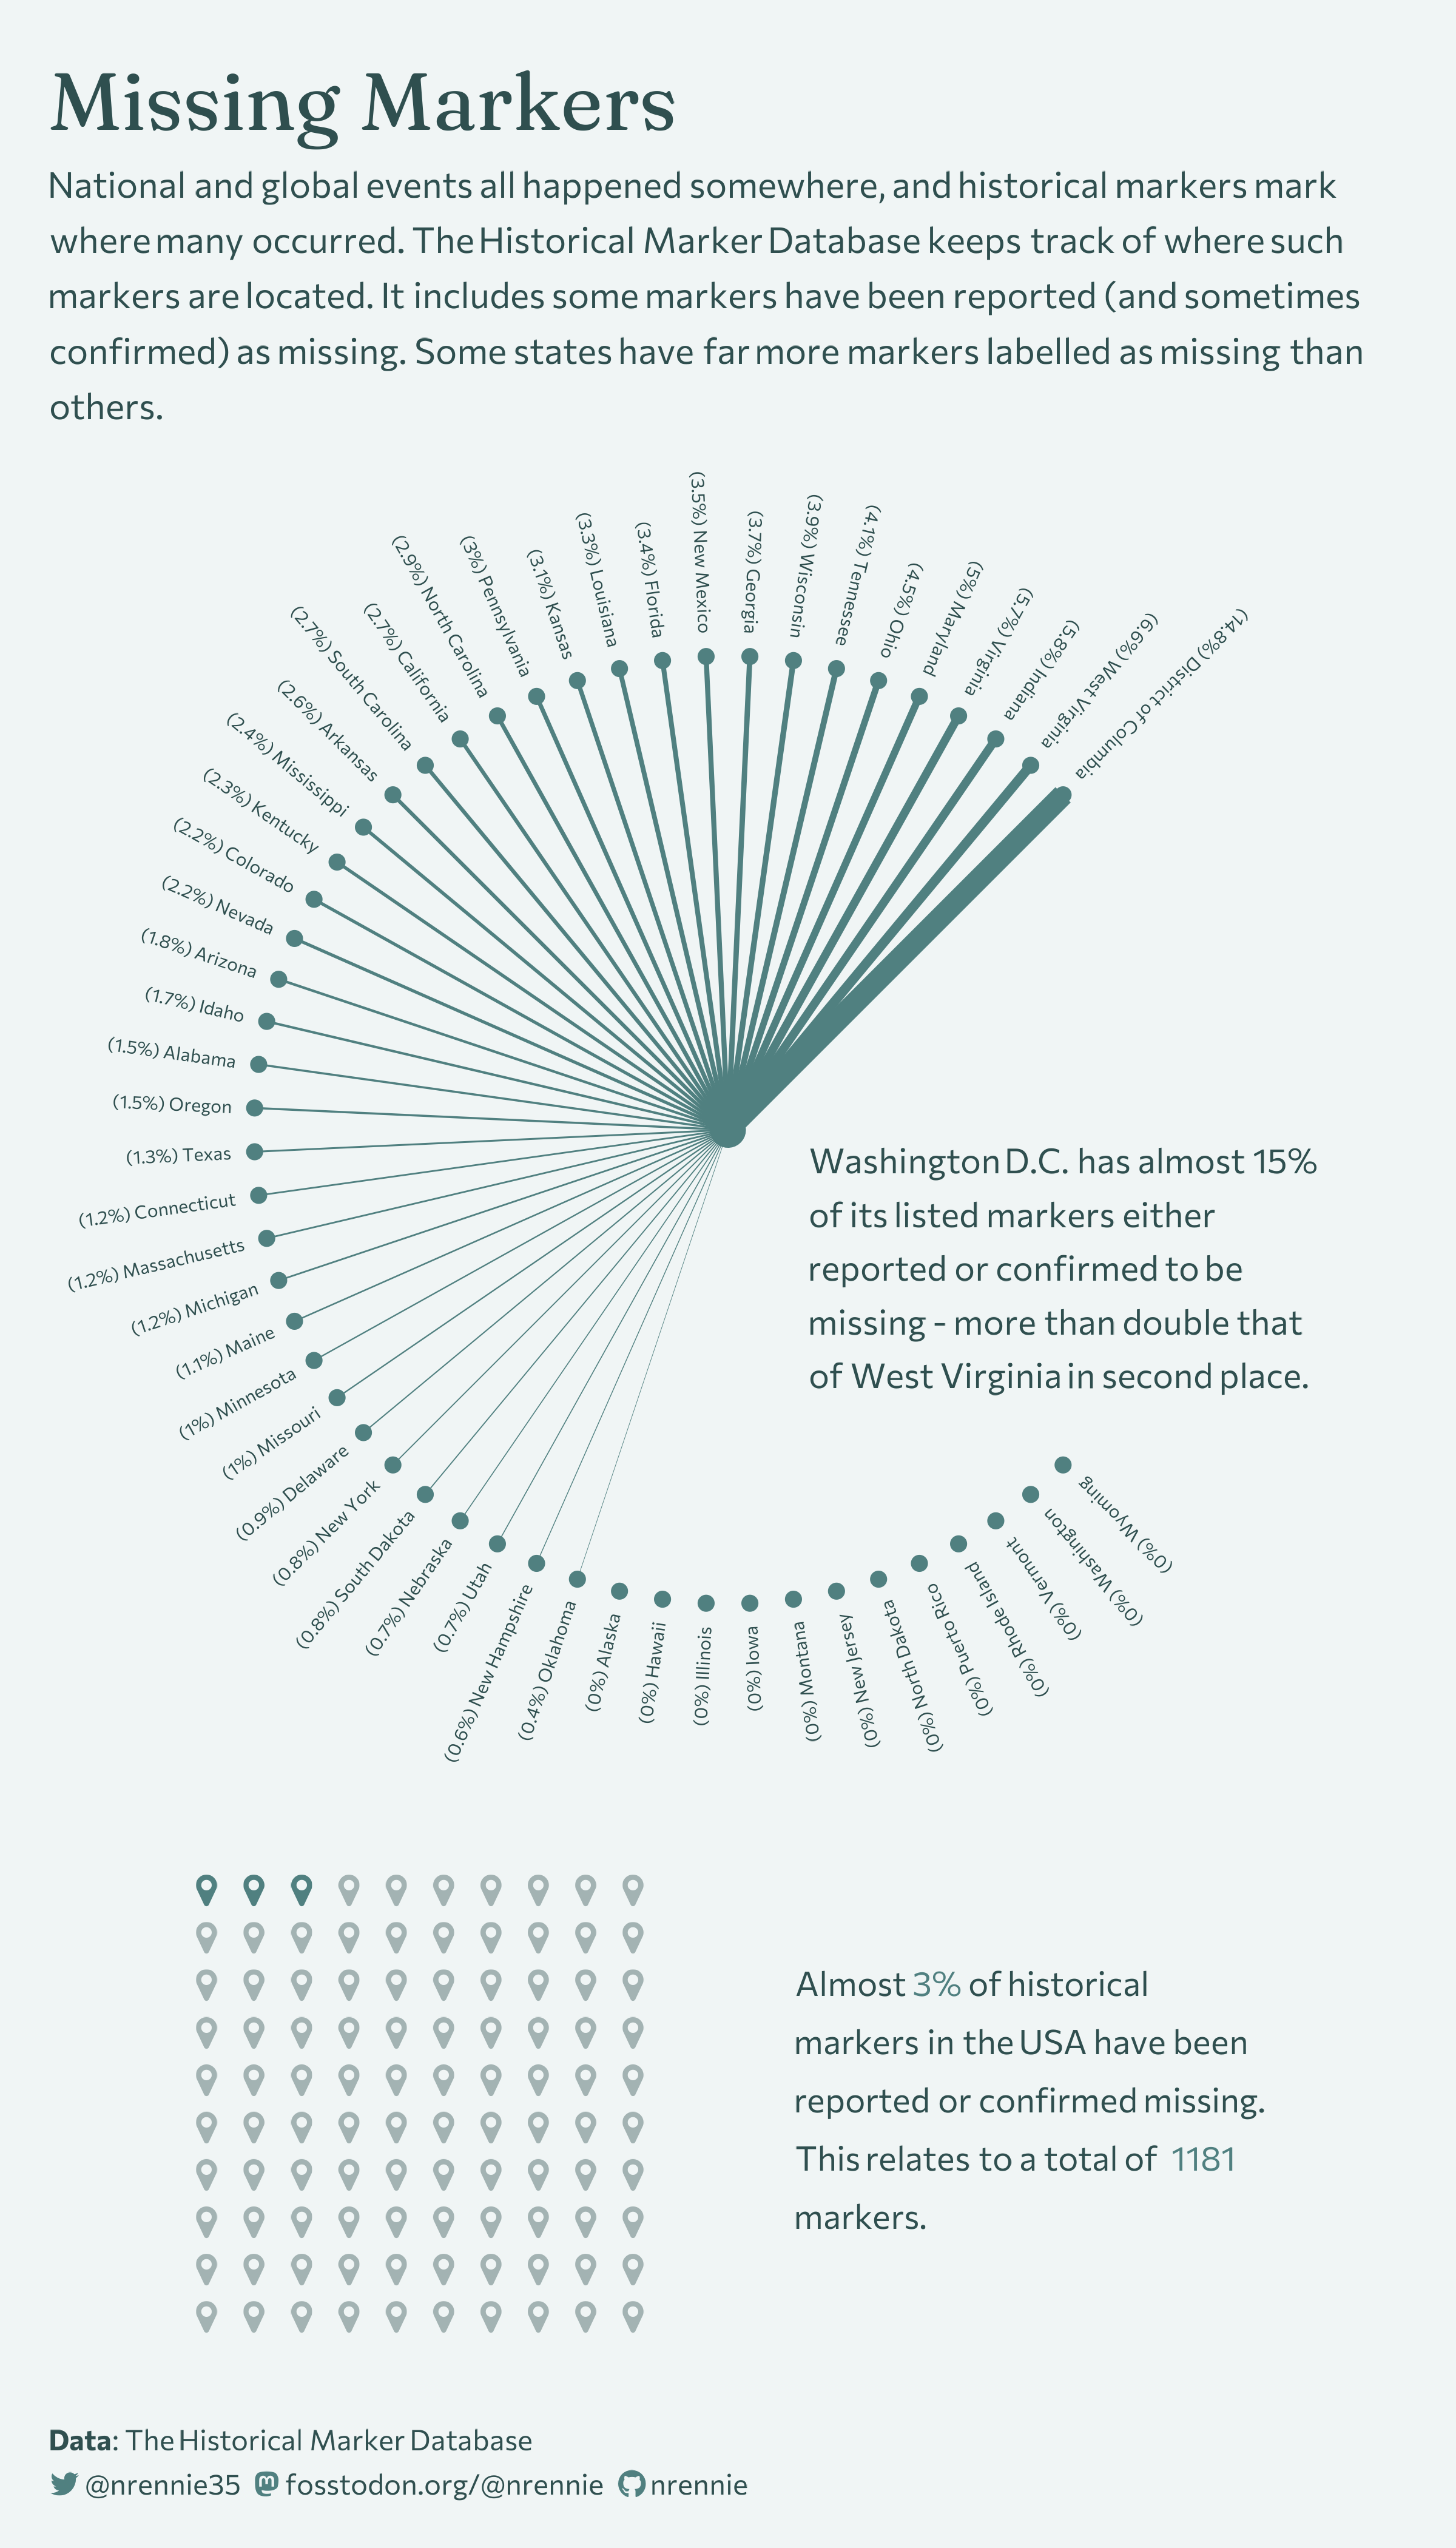 Missing Markers
National and global events all happened somewhere, and historical markers mark
where many occurred. The Historical Marker Database keeps track of where such
markers are located. It includes some markers have been reported (and sometimes
confirmed) as missing. Some states have far more markers labelled as missing than
others.
(14.8%) District of Columbia
(6.6%) West Virginia
(5.8%) Indiana
(5.7%) Virginia
(5%) Maryland
(4.5%) Ohio
(4.1%) Tennessee
(3.9%) Wisconsin
(3.7%) Georgia
(3.5%) New Mexico
(3.4%) Florida
(3.3%) Louisiana
(3.1%) Kansas
(3%) Pennsylvania
(2.9%) North Carolina
(2.7%) California
(2.7%) South Carolina
(2.6%) Arkansas
(2.4%) Mississippi
(2.3%) Kentucky
(2.2%) Colorado
(2.2%) Nevada
(1.8%) Arizona
(1.7%) Idaho
(1.5%) Alabama
(1.5%) Oregon
(1.3%) Texas
(1.2%) Connecticut
(1.2%) Massachusetts
(1.2%) Michigan
(1.1%) Maine
(1%) Minnesota
(1%) Missouri
(0.9%) Delaware
(0.8%) New York
(0.8%) South Dakota
(0.7%) Nebraska
(0.7%) Utah
(0.6%) New Hampshire
(0.4%) Oklahoma
(0%) Alaska
(0%) Hawaii
(0%) Illinois
(0%) Iowa
(0%) Montana
(0%) New Jersey
(0%) North Dakota
(0%) Puerto Rico
(0%) Rhode Island
(0%) Vermont
(0%) Washington
(0%) Wyoming
Washington D.C. has almost 15%
of its listed markers either
reported or confirmed to be
missing - more than double that
of West Virginia in second place.
Almost 3% of historical
markers in the USA have been
reported or confirmed missing.
This relates to a total of 1181
markers.
Data: The Historical Marker Database
@nrennie35 fosstodon.org/@nrennie nrennie